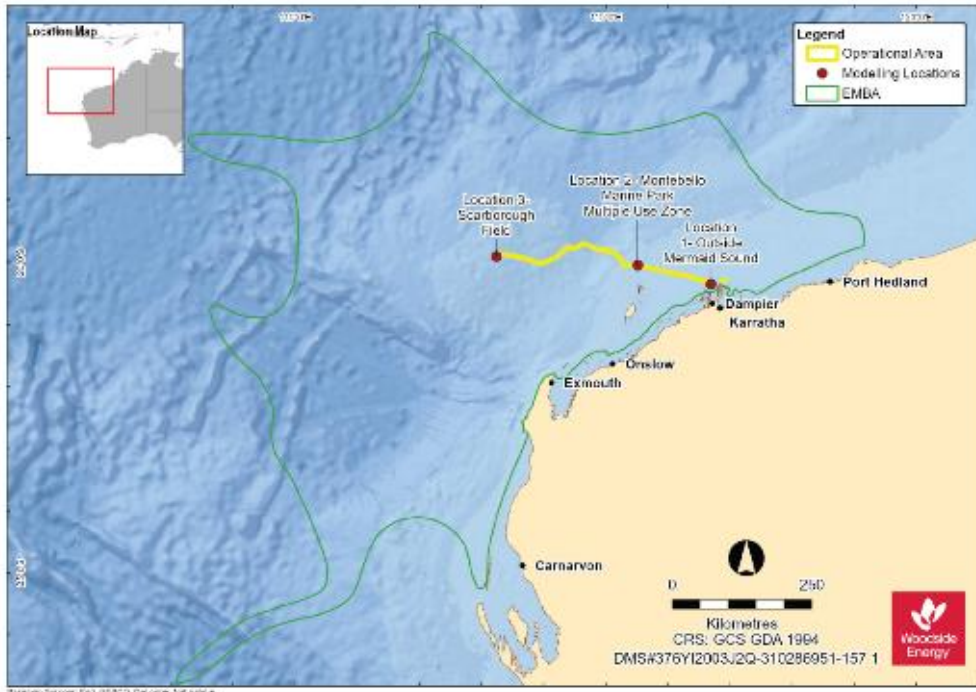 Location Map
Legend
Operational Area
Modelling Locations
EMBA
Location 2- Montebello
Marine Park
Multiple Use Zone
Location 3-
Scarborough
Field
Location
1- Outside
Mermaid Sound
Port Hedland
Dampier
Karratha
Onslow
Exmouth
Carnarvon
0 250
Kilometres
CRS: GCS GDA 1994
Woodside
Energy